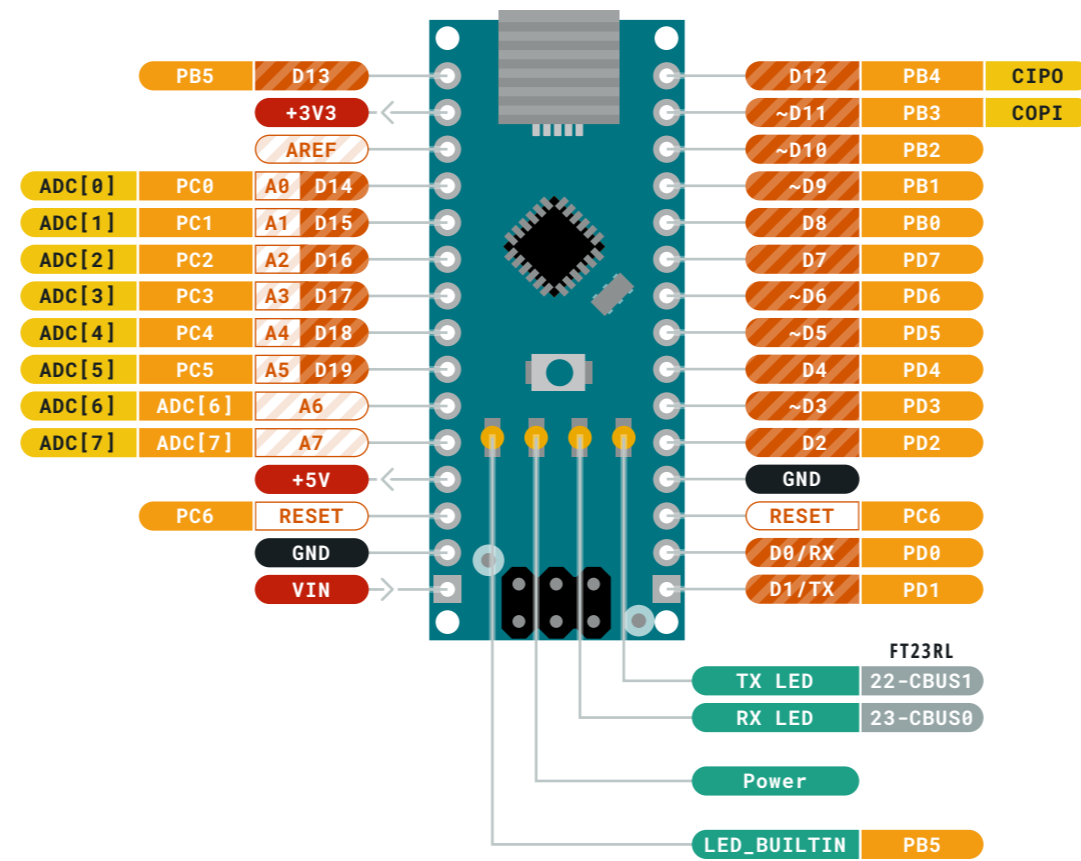 PB5 D13 D12 PB4 CIPO
+3V3 ~D11 PB3 COPI
AREF ~D10 PB2
ADC[0] PC0 A0 D14 ~D9 PB1
ADC[1] PC1 A1 D15 D8 PB0
ADC[2] PC2 A2 D16 D7 PD7
ADC[3] PC3 A3 D17 ~D6 PD6
ADC[4] PC4 A4 D18 ~D5 PD5
ADC[5] PC5 A5 D19 D4 PD4
ADC[6] ADC[6] A6 ~D3 PD3
ADC[7] ADC[7] A7 D2 PD2
+5V GND
PC6 RESET RESET PC6
GND D0/RX PD0
VIN D1/TX PD1
FT23RL
TX LED 22-CBUS1
RX LED 23-CBUS0
Power
LED_BUILTIN PB5